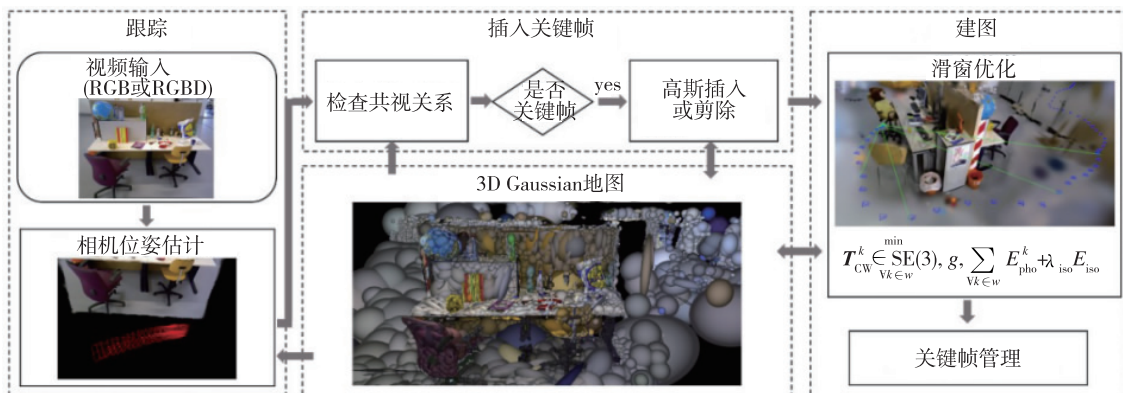 跟踪
视频输入
(RGB或RGBD)
相机位姿估计
插入关键帧
检查共视关系
是否
关键帧
yes
高斯插入
或剪除
3D Gaussian地图
建图
滑窗优化
min
T^k_CW∈SE(3), g, ∑ E^k_pho+λ_iso E_iso
∀k∈w ∀k∈w
关键帧管理